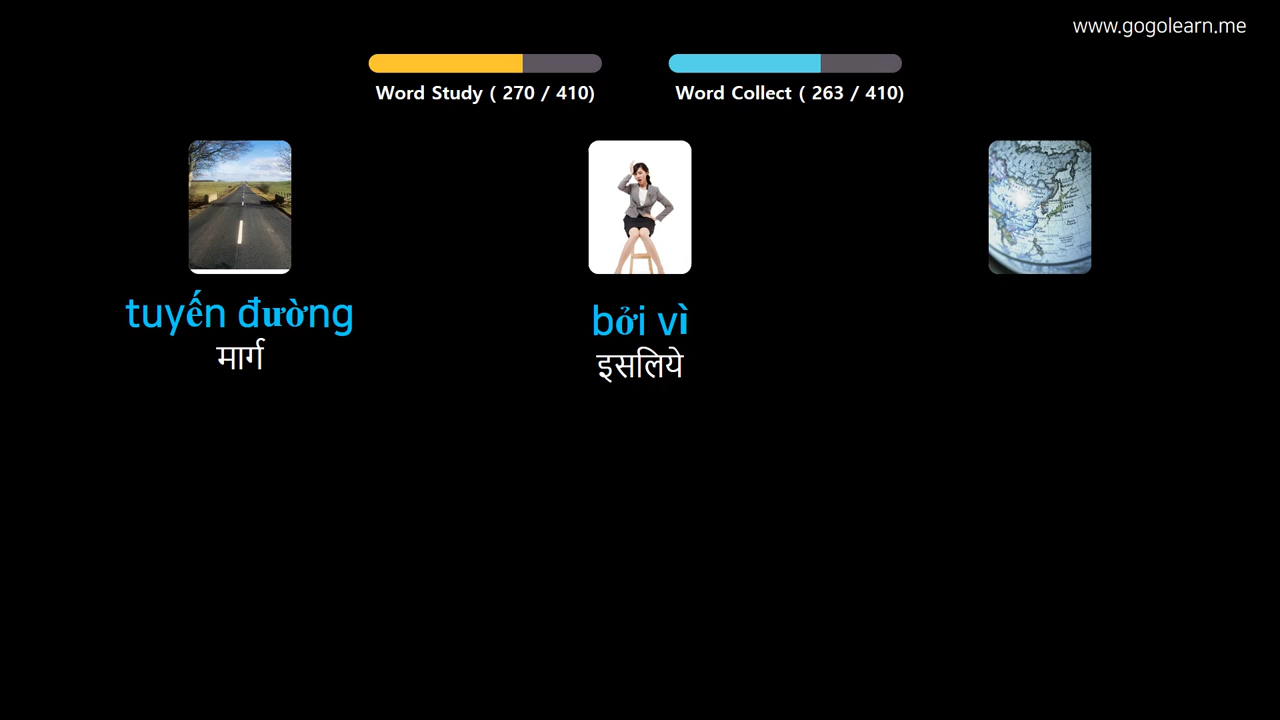 www.gogolearn.me
Word Study ( 270 / 410)
Word Collect ( 263 / 410)
tuyến đường
मार्ग
bởi vì
इसलिये